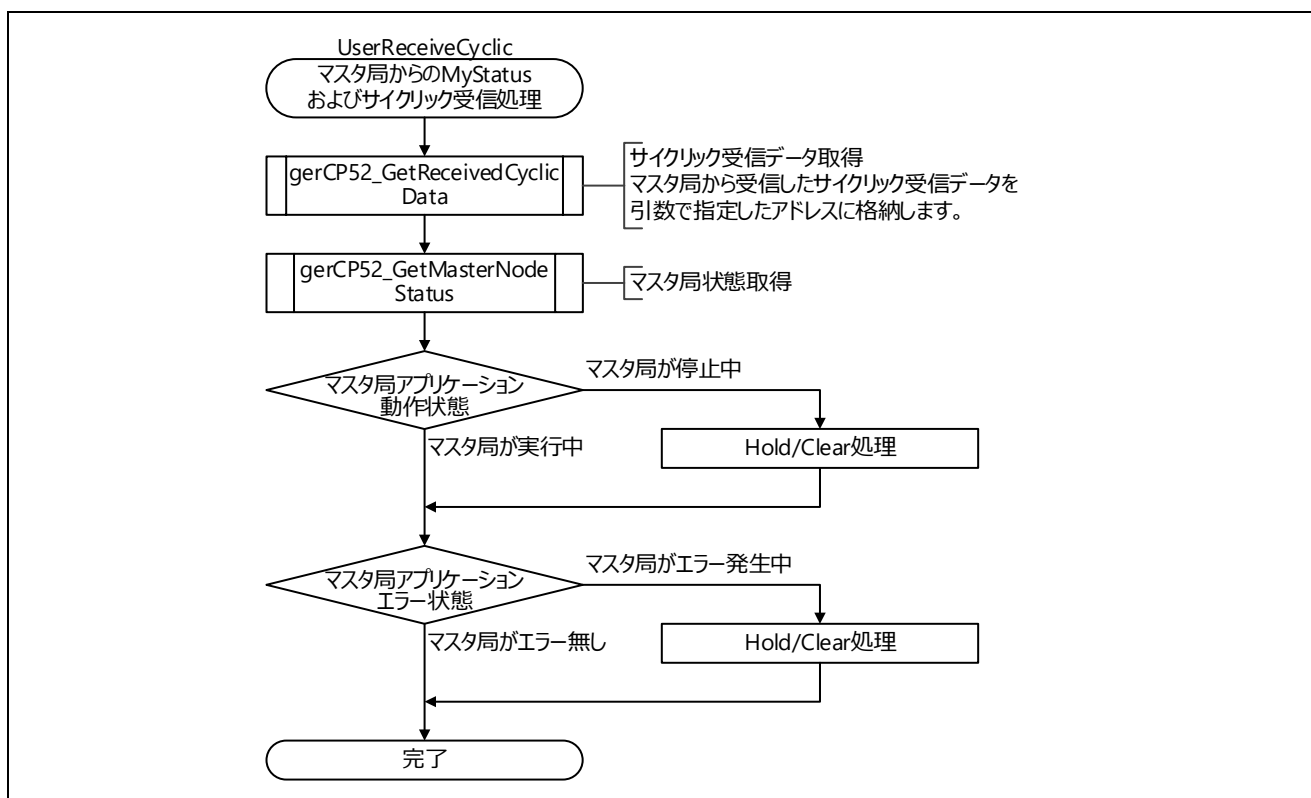 UserReceiveCyclic
マスタ局からのMyStatus
およびサイクリック受信処理
gerCP52_GetReceivedCyclic
Data
サイクリック受信データ取得
マスタ局から受信したサイクリック受信データを
引数で指定したアドレスに格納します。
gerCP52_GetMasterNode
Status
マスタ局状態取得
マスタ局アプリケーション
動作状態
マスタ局が停止中
マスタ局が実行中
Hold/Clear処理
マスタ局アプリケーション
エラー状態
マスタ局がエラー発生中
マスタ局がエラー無し
Hold/Clear処理
完了